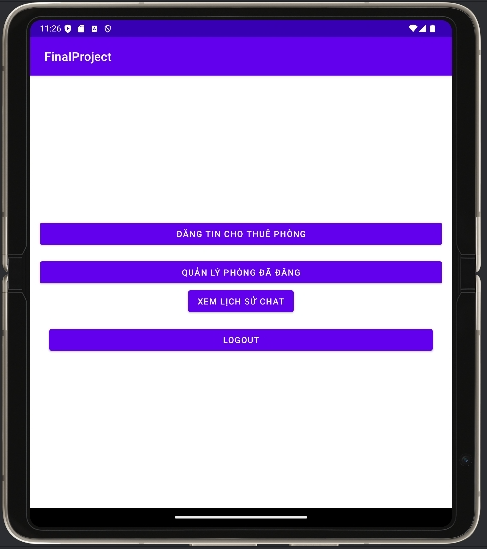 11:26
FinalProject
ĐĂNG TIN CHO THUÊ PHÒNG
QUẢN LÝ PHÒNG ĐÃ ĐĂNG
XEM LỊCH SỬ CHAT
LOGOUT